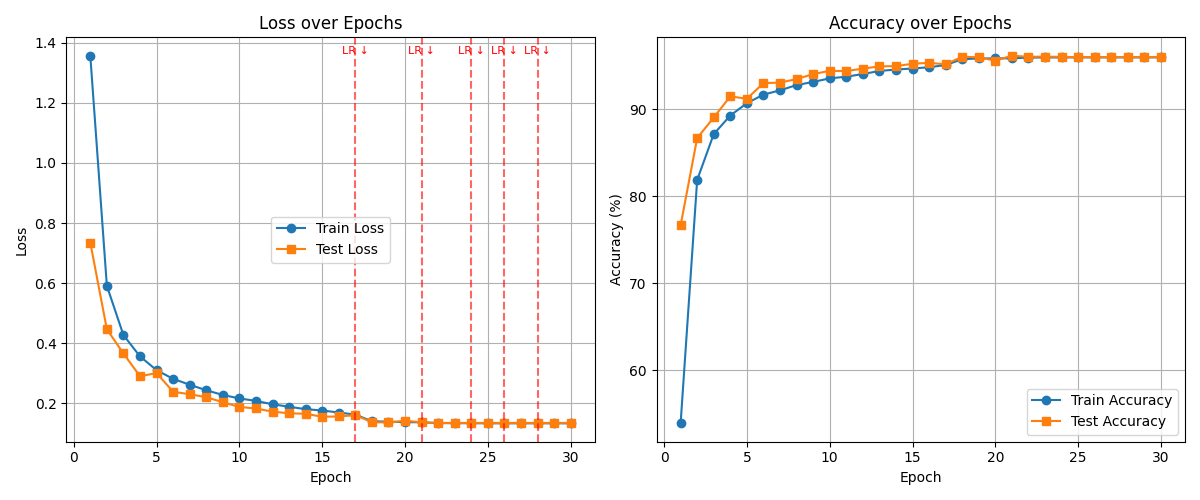 Loss over Epochs
LR ↓
LR ↓
LR ↓
LR ↓
LR ↓
1.4
1.2
1.0
0.8
0.6
0.4
0.2
Loss
Train Loss
Test Loss
0
5
10
15
20
25
30
Epoch
Accuracy over Epochs
90
80
70
60
Accuracy (%)
Train Accuracy
Test Accuracy
0
5
10
15
20
25
30
Epoch